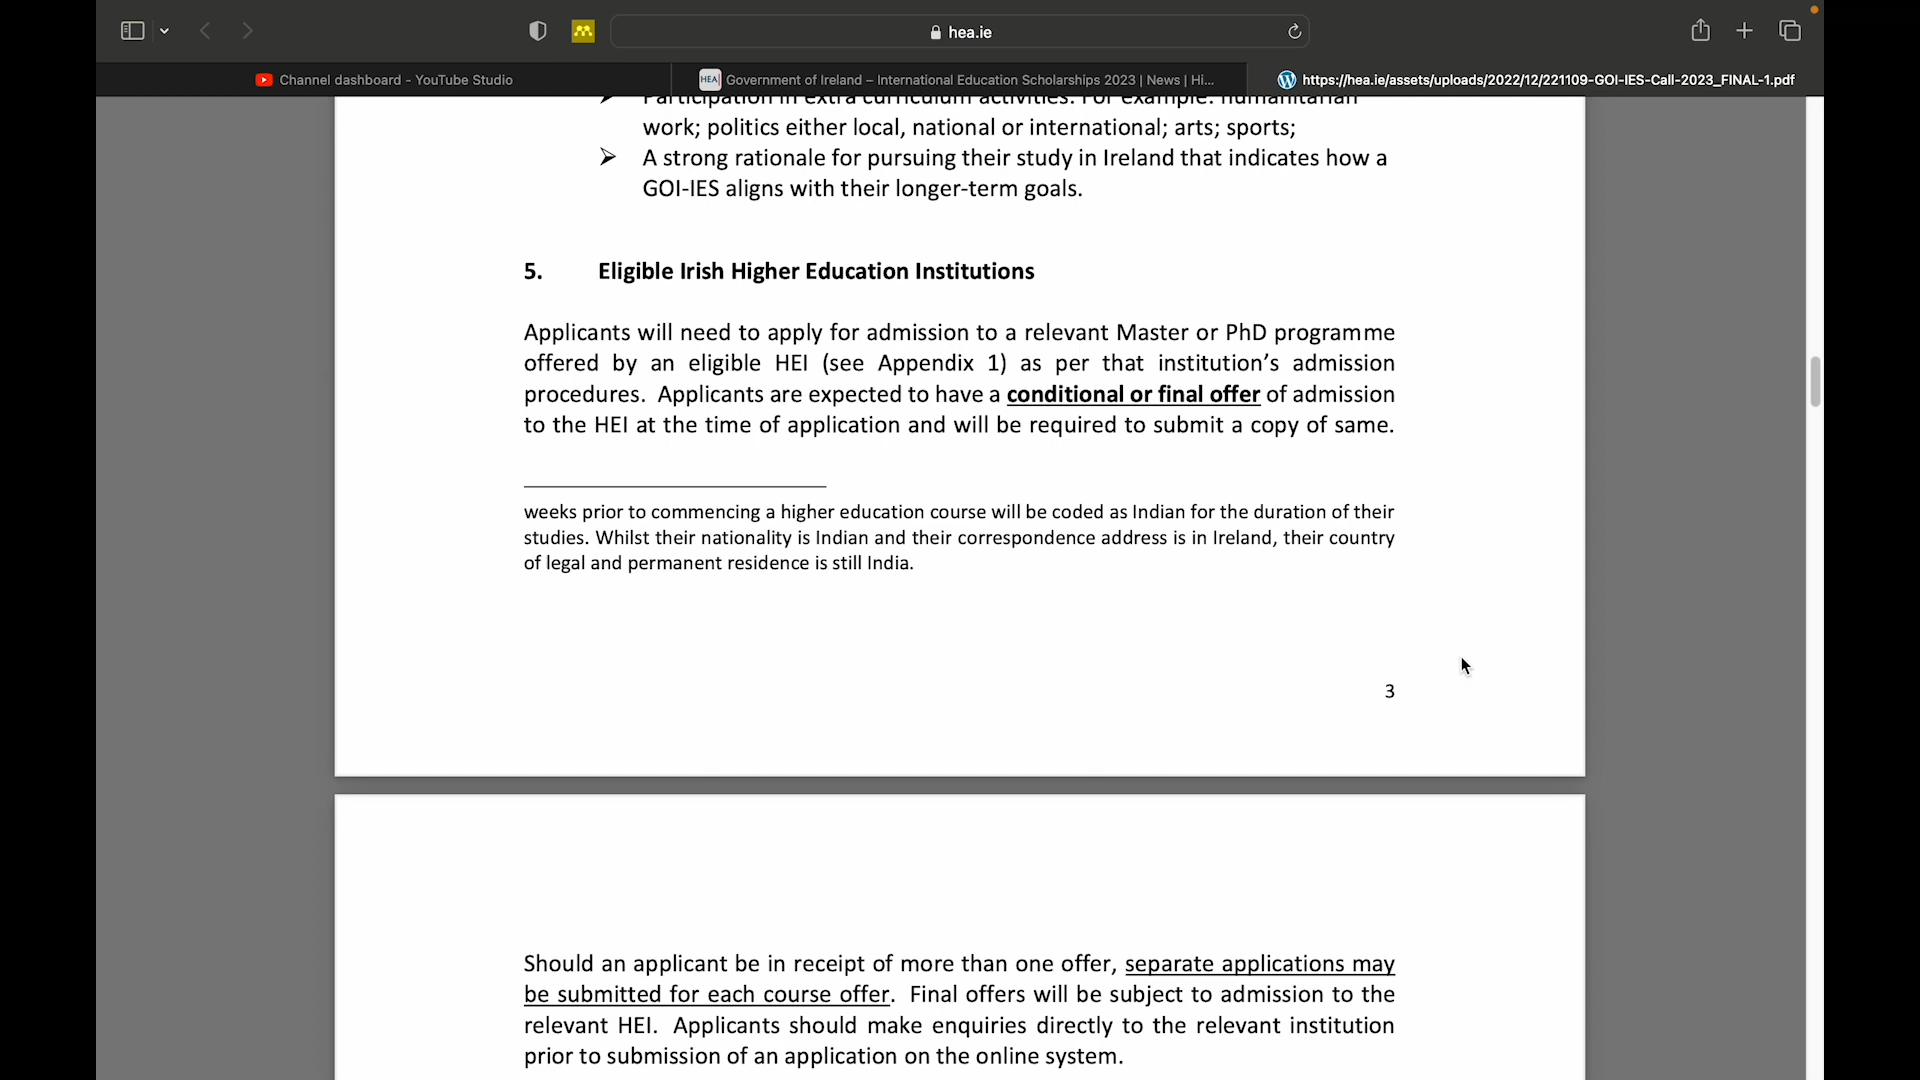 hea.ie
Channel dashboard - YouTube Studio
HEA Government of Ireland – International Education Scholarships 2023 | News | Hi...
https://hea.ie/assets/uploads/2022/12/221109-GOI-IES-Call-2023_FINAL-1.pdf
Participation in extra curriculum activities. For example: humanitarian
work; politics either local, national or international; arts; sports;
➢ A strong rationale for pursuing their study in Ireland that indicates how a
GOI-IES aligns with their longer-term goals.
5. Eligible Irish Higher Education Institutions
Applicants will need to apply for admission to a relevant Master or PhD programme
offered by an eligible HEI (see Appendix 1) as per that institution’s admission
procedures. Applicants are expected to have a conditional or final offer of admission
to the HEI at the time of application and will be required to submit a copy of same.
weeks prior to commencing a higher education course will be coded as Indian for the duration of their
studies. Whilst their nationality is Indian and their correspondence address is in Ireland, their country
of legal and permanent residence is still India.
3
Should an applicant be in receipt of more than one offer, separate applications may
be submitted for each course offer. Final offers will be subject to admission to the
relevant HEI. Applicants should make enquiries directly to the relevant institution
prior to submission of an application on the online system.